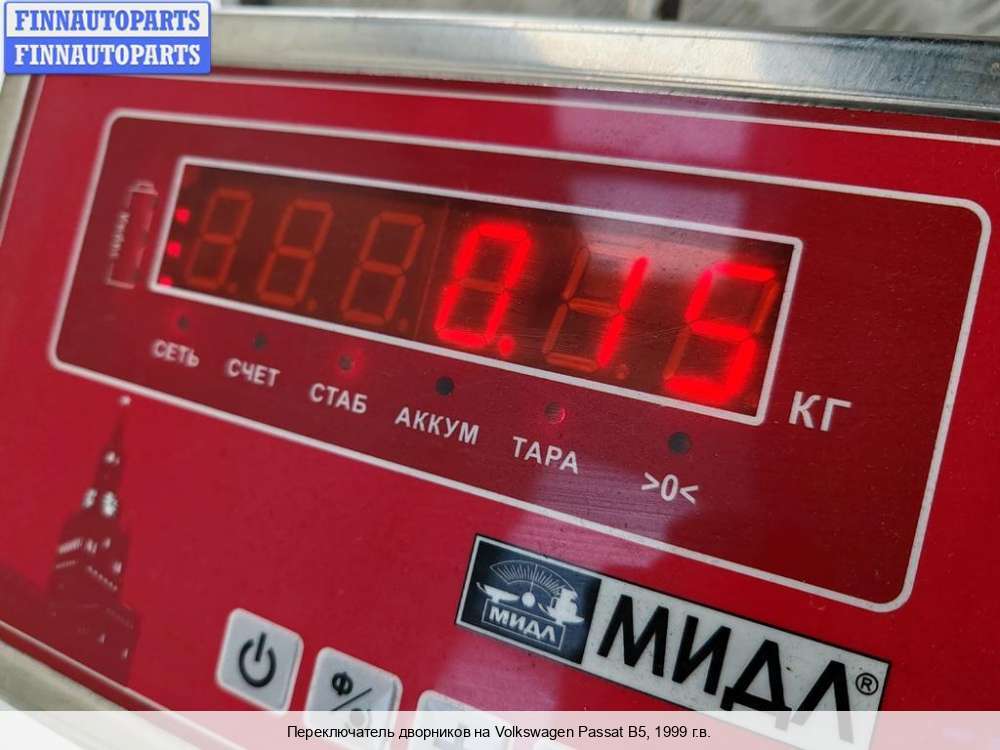 FINNAUTOPARTS
FINNAUTOPARTS
0.15
КГ
СЕТЬ СЧЕТ СТАБ АККУМ ТАРА >0<
МИДЛ
МИДЛ®
Ф
Переключатель дворников на Volkswagen Passat B5, 1999 г.в.